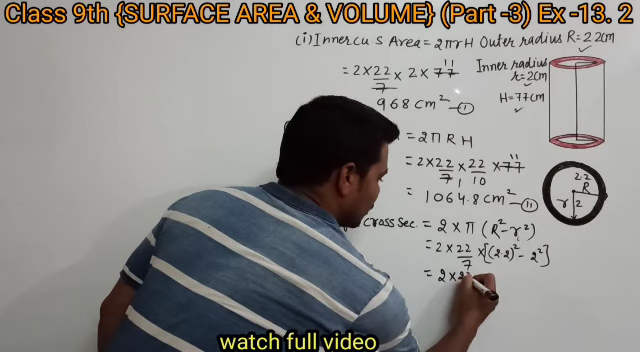 Class 9th {SURFACE AREA & VOLUME} (Part -3) Ex -13. 2
(i) Inner cu S Area = 2πrH Outer radius R = 2.2cm
= 2 × 22/7 × 2 × 77 11
968 cm² (i)
Inner radius
r = 2cm
H = 77cm
= 2πRH
= 2 × 22/7 × 22/10 × 77 11
= 1064.8 cm² (ii)
2.2
R
r 2
cross Sec. = 2 × π (R² - r²)
= 2 × 22/7 × [(2.2)² - 2²]
= 2 × 2
watch full video